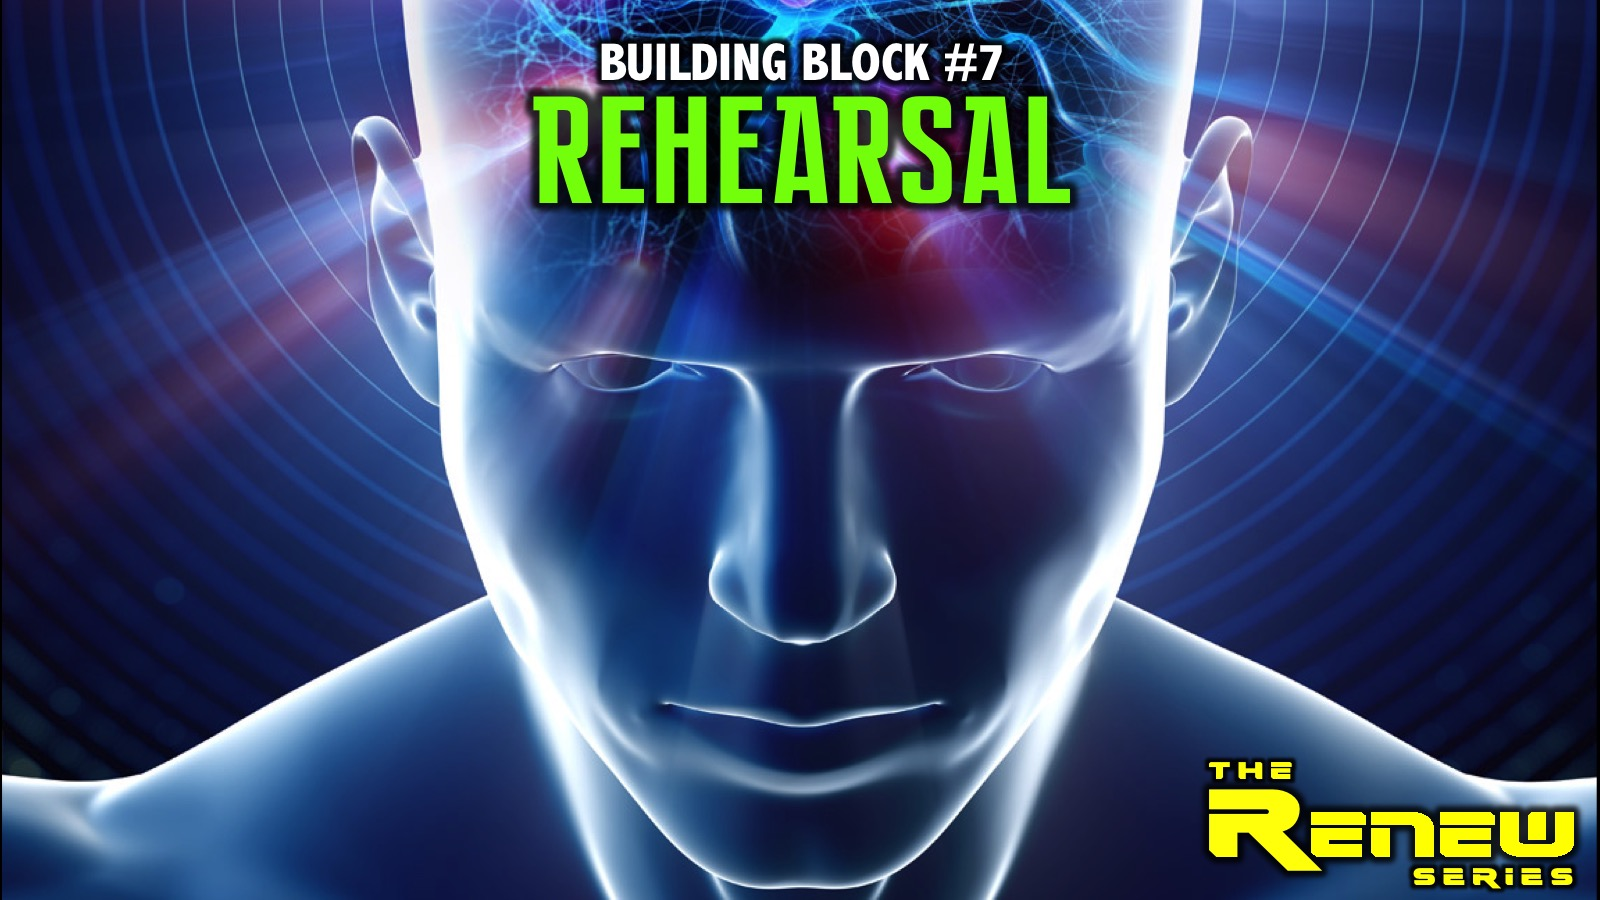 BUILDING BLOCK #7
REHEARSAL
THE
RENEW
SERIES